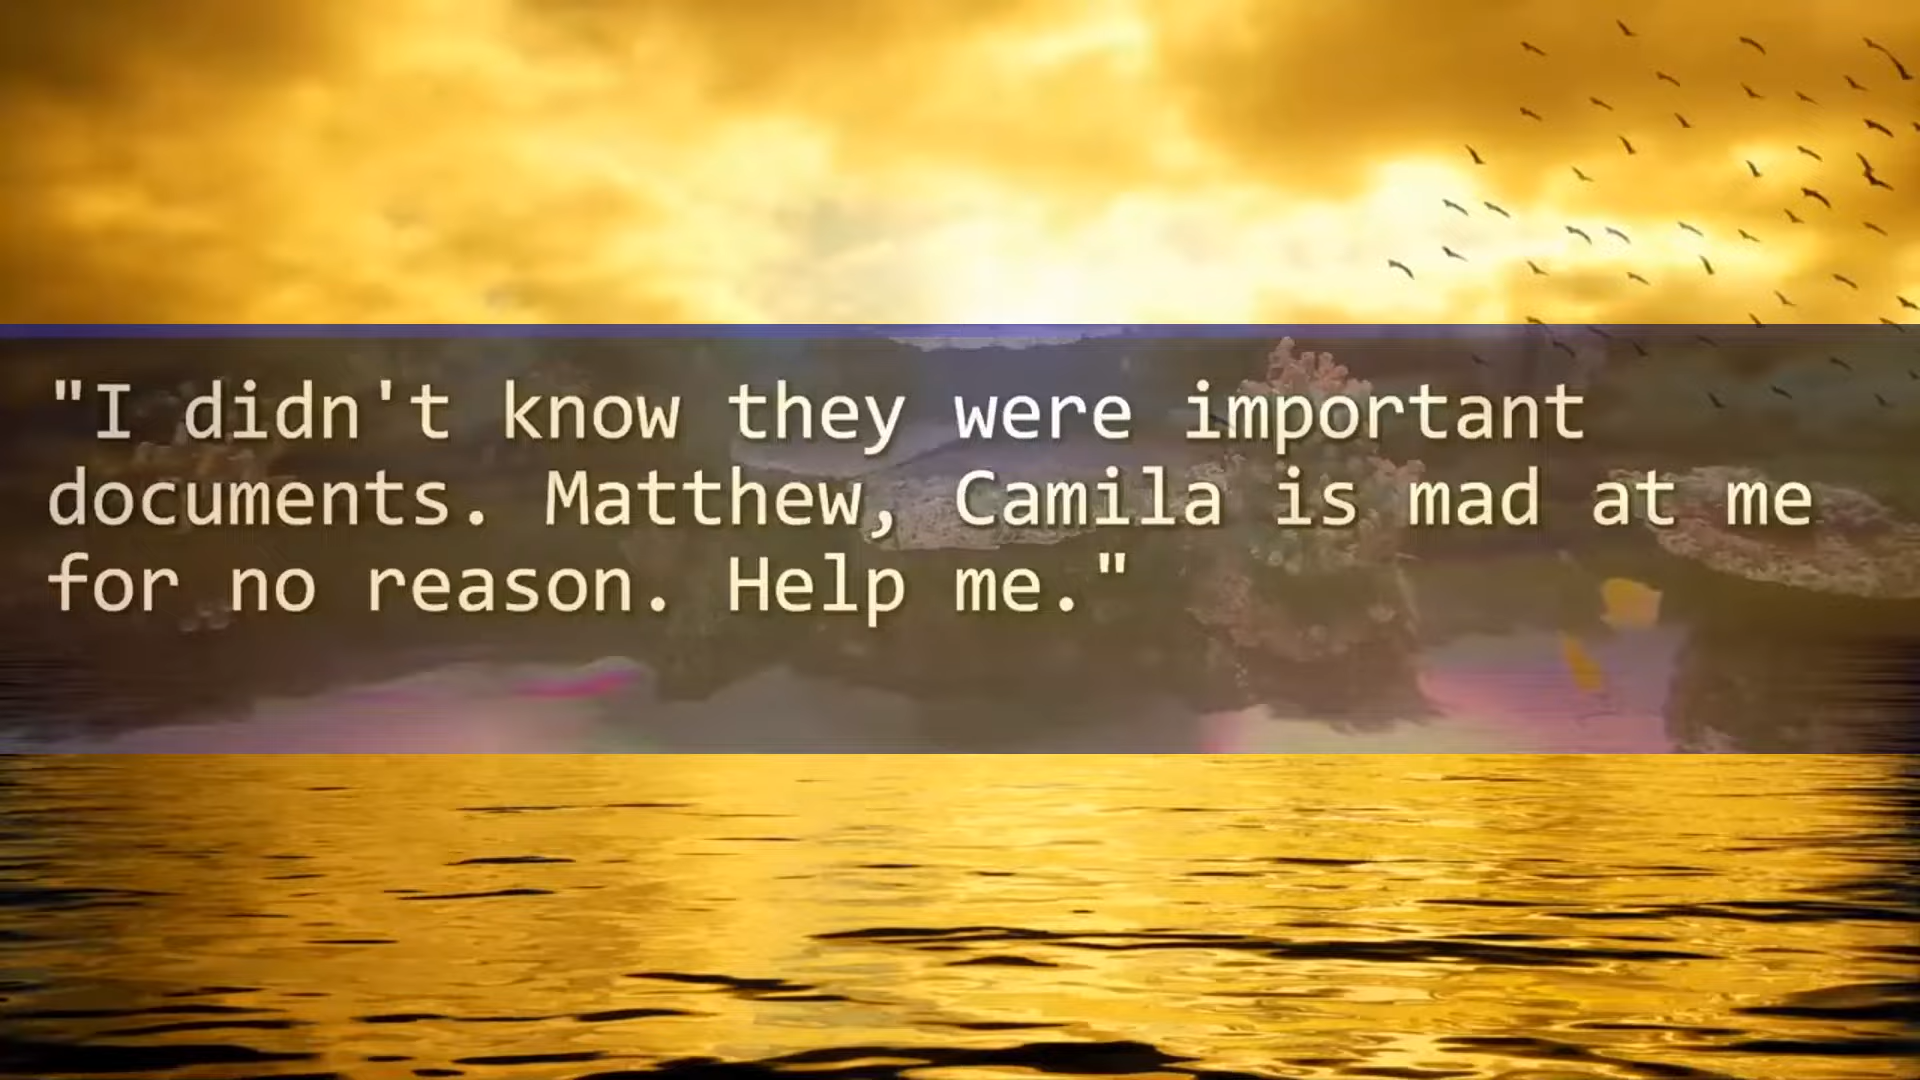 "I didn't know they were important
documents. Matthew, Camila is mad at me
for no reason. Help me."